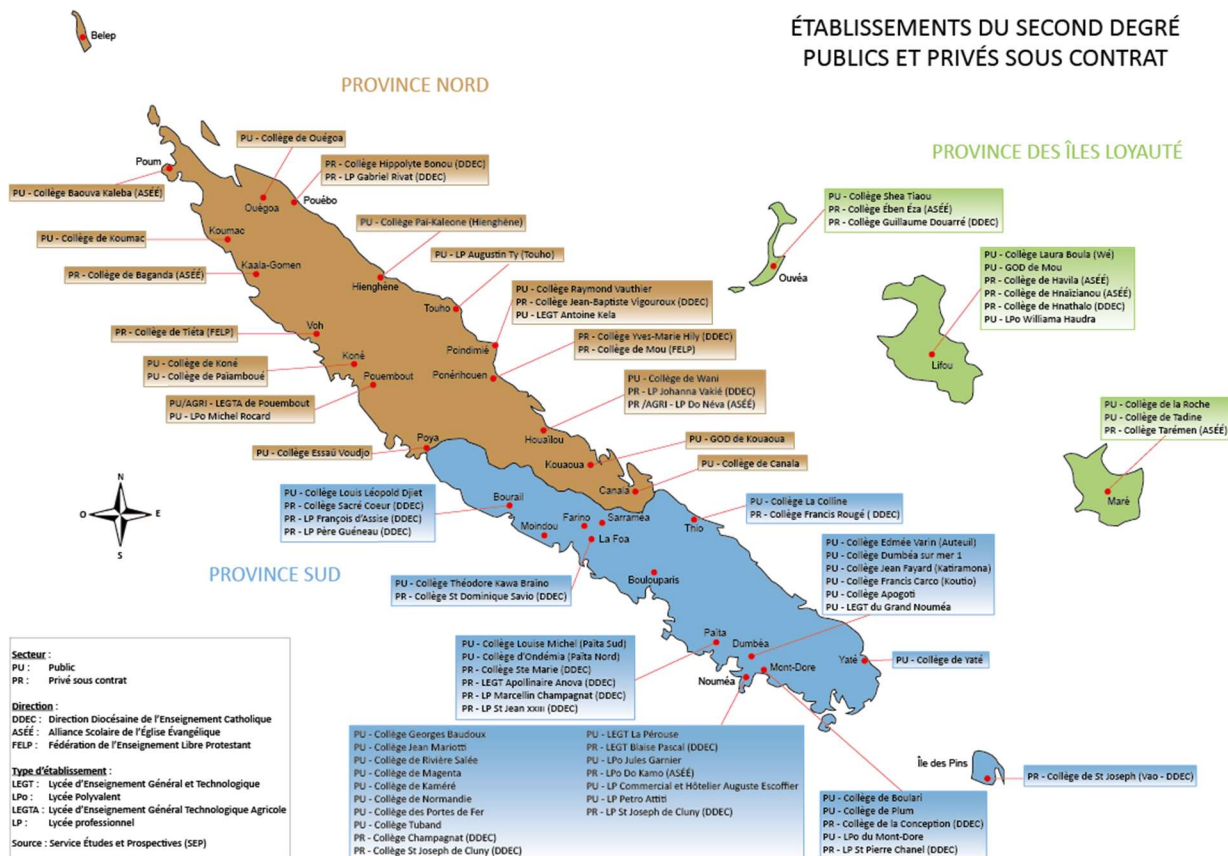 ÉTABLISSEMENTS DU SECOND DEGRÉ
PUBLICS ET PRIVÉS SOUS CONTRAT
Belep
PROVINCE NORD
PU - Collège de Ouégoa
PR - Collège Hippolyte Bonou (DDEC)
PR - LP Gabriel Rivat (DDEC)
Poum
PU - Collège Baouva Kaleba (ASÉÉ)
Ouégoa
Pouébo
PU - Collège Paï-Kaleone (Hienghène)
PU - Collège de Koumac
Koumac
PU - LP Augustin Ty (Touho)
Kaala-Gomen
PR - Collège de Baganda (ASÉÉ)
Hienghène
PU - Collège Raymond Vauthier
PR - Collège Jean-Baptiste Vigouroux (DDEC)
PU - LEGT Antoine Kela
Touho
Voh
PR - Collège de Tiéta (FELP)
PR - Collège Yves-Marie Hily (DDEC)
PR - Collège de Mou (FELP)
Poindimié
Koné
PU - Collège de Koné
PU - Collège de Païamboué
Ponérihouen
Pouembout
PU - Collège de Wani
PR - LP Johanna Vakié (DDEC)
PR /AGRI - LP Do Néva (ASÉÉ)
PU/AGRI - LEGTA de Pouembout
PU - LPo Michel Rocard
Houaïlou
Poya
PU - Collège Essaü Voudjo
PU - GOD de Kouaoua
Kouaoua
PU - Collège de Canala
Canala
PROVINCE DES ÎLES LOYAUTÉ
PU - Collège Shea Tiaou
PR - Collège Ében Éza (ASÉÉ)
PR - Collège Guillaume Douarré (DDEC)
Ouvéa
PU - Collège Laura Boula (Wé)
PU - GOD de Mou
PR - Collège de Havila (ASÉÉ)
PR - Collège de Hnaïzianou (ASÉÉ)
PR - Collège de Hnathalo (DDEC)
PU - LPo Williama Haudra
Lifou
PU - Collège de la Roche
PU - Collège de Tadine
PR - Collège Tarémen (ASÉÉ)
Maré
N
O
E
S
PROVINCE SUD
PU - Collège Louis Léopold Djiet
PR - Collège Sacré Coeur (DDEC)
PR - LP François d'Assise (DDEC)
PR - LP Père Guéneau (DDEC)
Bourail
Moindou
Farino
Sarraméa
La Foa
Thio
PU - Collège La Colline
PR - Collège Francis Rougé ( DDEC)
PU - Collège Théodore Kawa Braino
PR - Collège St Dominique Savio (DDEC)
Boulouparis
PU - Collège Edmée Varin (Auteuil)
PU - Collège Dumbéa sur mer 1
PU - Collège Jean Fayard (Katiramona)
PU - Collège Francis Carco (Koutio)
PU - Collège Apogoti
PU - LEGT du Grand Nouméa
PU - Collège Louise Michel (Païta Sud)
PU - Collège d'Ondémia (Païta Nord)
PR - Collège Ste Marie (DDEC)
PR - LEGT Apollinaire Anova (DDEC)
PR - LP Marcellin Champagnat (DDEC)
PR - LP St Jean xxiii (DDEC)
Païta
Dumbéa
Mont-Dore
Nouméa
Yaté
PU - Collège de Yaté
PU - Collège Georges Baudoux
PU - Collège Jean Mariotti
PU - Collège de Rivière Salée
PU - Collège de Magenta
PU - Collège de Kaméré
PU - Collège de Normandie
PU - Collège des Portes de Fer
PU - Collège Tuband
PR - Collège Champagnat (DDEC)
PR - Collège St Joseph de Cluny (DDEC)
PU - LEGT La Pérouse
PR - LEGT Blaise Pascal (DDEC)
PU - LPo Jules Garnier
PR - LPo Do Kamo (ASÉÉ)
PU - LP Commercial et Hôtelier Auguste Escoffier
PU - LP Petro Attiti
PR - LP St Joseph de Cluny (DDEC)
PU - Collège de Boulari
PU - Collège de Plum
PR - Collège de la Conception (DDEC)
PU - LPo du Mont-Dore
PR - LP St Pierre Chanel (DDEC)
Île des Pins
PR - Collège de St Joseph (Vao - DDEC)
Secteur :
PU : Public
PR : Privé sous contrat
Direction :
DDEC : Direction Diocésaine de l'Enseignement Catholique
ASÉÉ : Alliance Scolaire de l'Église Évangélique
FELP : Fédération de l'Enseignement Libre Protestant
Type d'établissement :
LEGT : Lycée d'Enseignement Général et Technologique
LPo : Lycée Polyvalent
LEGTA : Lycée d'Enseignement Général Technologique Agricole
LP : Lycée professionnel
Source : Service Études et Prospectives (SEP)